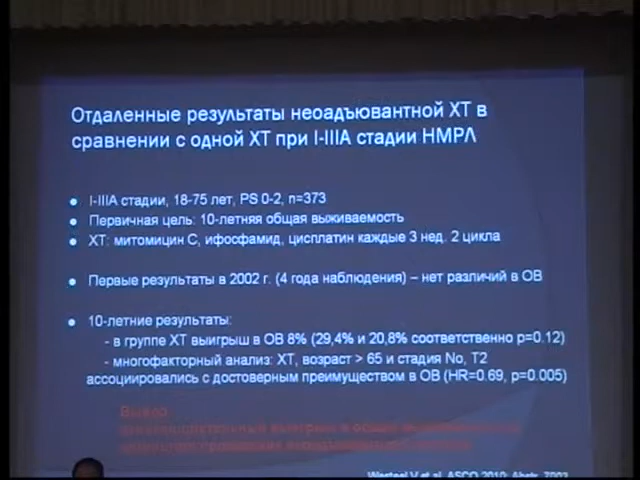 Отдаленные результаты неоадъювантной ХТ в
сравнении с одной ХТ при I-IIIA стадии НМРЛ
I-IIIA стадии, 18-75 лет, PS 0-2, n=373
Первичная цель: 10-летняя общая выживаемость
ХТ: митомицин С, ифосфамид, цисплатин каждые 3 нед. 2 цикла
Первые результаты в 2002 г. (4 года наблюдения) – нет различий в ОВ
10-летние результаты:
- в группе ХТ выигрыш в ОВ 8% (29,4% и 20,8% соответственно p=0.12)
- многофакторный анализ: ХТ, возраст > 65 и стадия No, T2
ассоциировались с достоверным преимуществом в ОВ (HR=0.69, p=0.005)
Вывод
Westeel V et al. ASCO 2010; Abstr. 7003